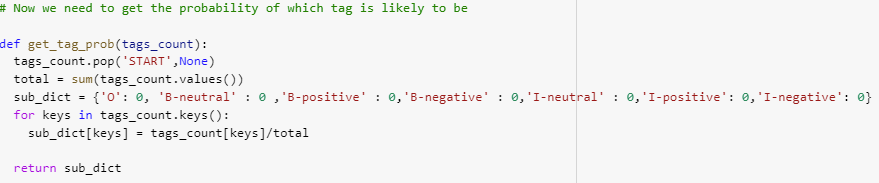 # Now we need to get the probability of which tag is likely to be
def get_tag_prob(tags_count):
  tags_count.pop('START',None)
  total = sum(tags_count.values())
  sub_dict = {'O': 0, 'B-neutral' : 0 ,'B-positive' : 0,'B-negative' : 0,'I-neutral' : 0,'I-positive': 0,'I-negative': 0}
  for keys in tags_count.keys():
    sub_dict[keys] = tags_count[keys]/total
  return sub_dict